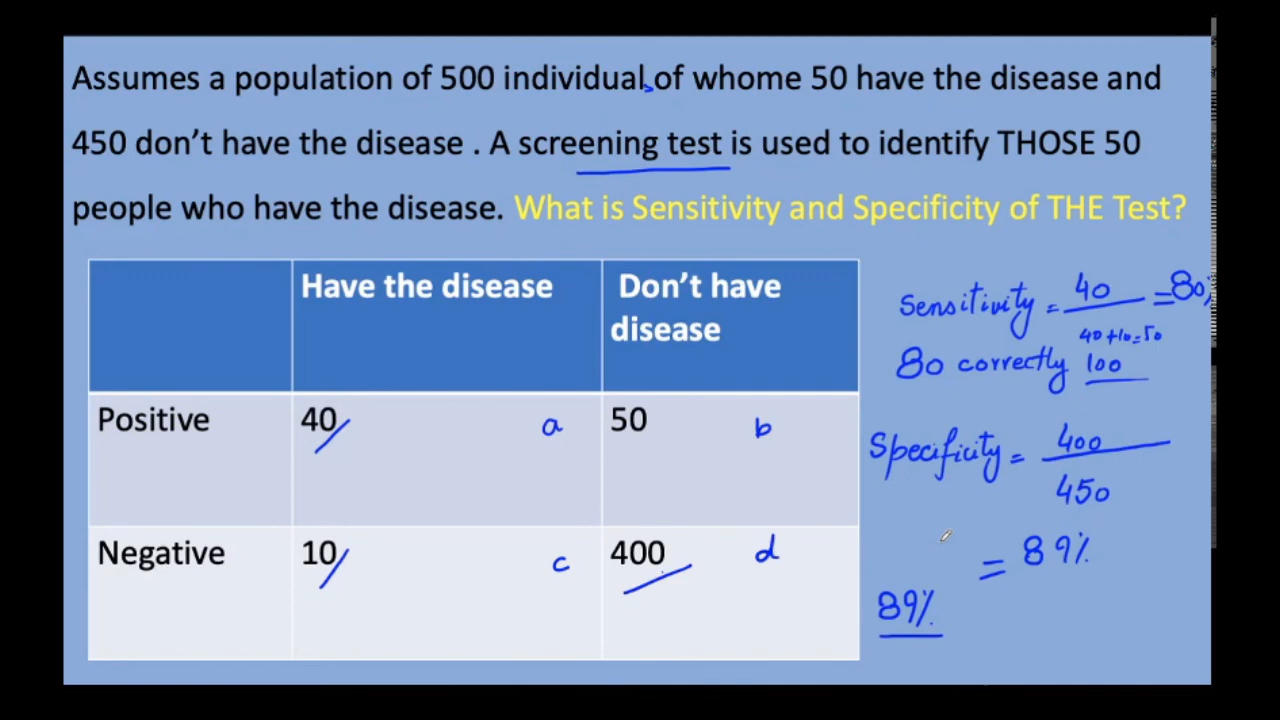 Assumes a population of 500 individuals of whome 50 have the disease and
450 don't have the disease . A screening test is used to identify THOSE 50
people who have the disease. What is Sensitivity and Specificity of THE Test?
Have the disease
Don't have
disease
Positive
40
a
50
b
Negative
10
c
400
d
Sensitivity = 40 = 80%
40+10=50
80 correctly 100
Specificity = 400
450
= 89%
89%